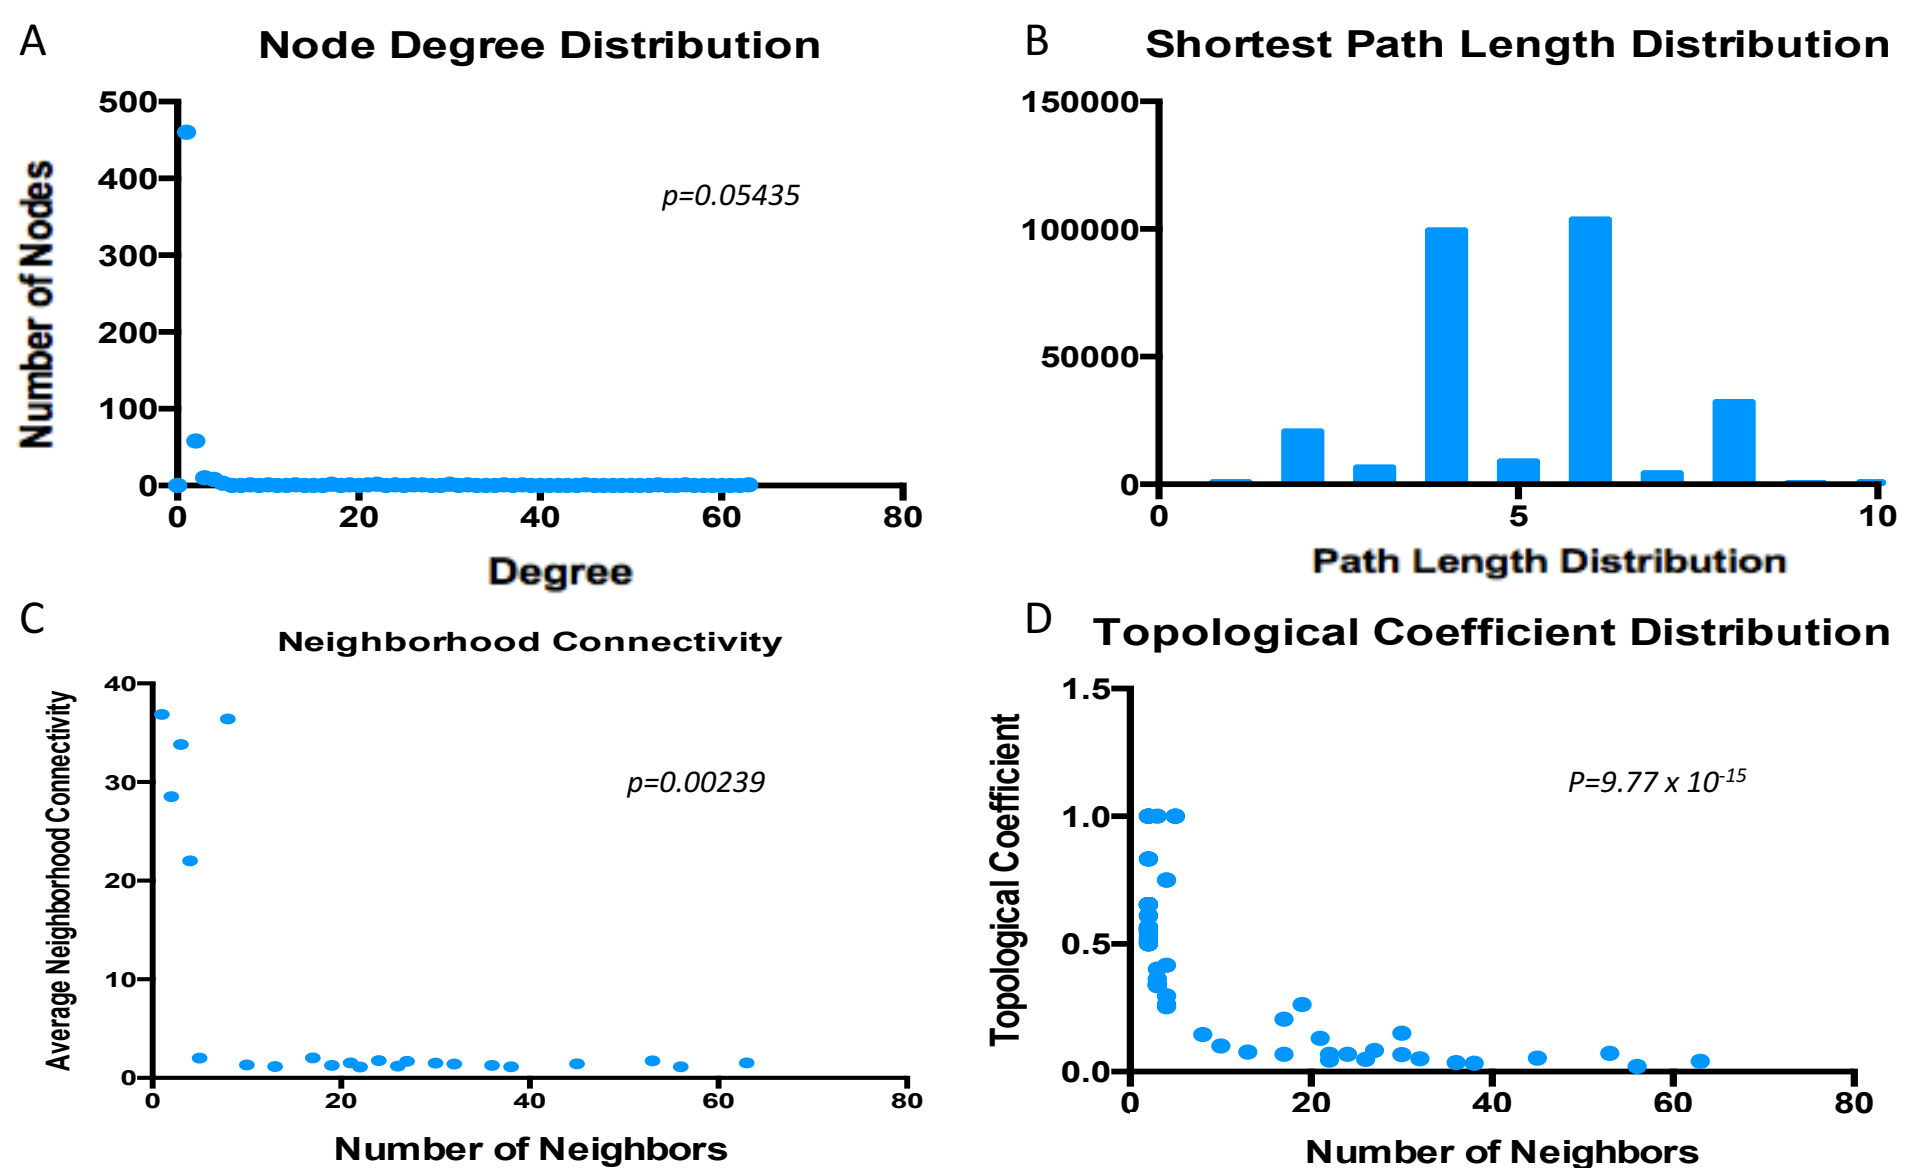 A
Node Degree Distribution
500
400
300
200
100
0
Number of Nodes
p=0.05435
0 20 40 60 80
Degree
B
Shortest Path Length Distribution
150000
100000
50000
0
0 5 10
Path Length Distribution
C
Neighborhood Connectivity
40
30
20
10
0
Average Neighborhood Connectivity
p=0.00239
0 20 40 60 80
Number of Neighbors
D
Topological Coefficient Distribution
1.5
1.0
0.5
0.0
Topological Coefficient
P=9.77 x 10⁻¹⁵
0 20 40 60 80
Number of Neighbors